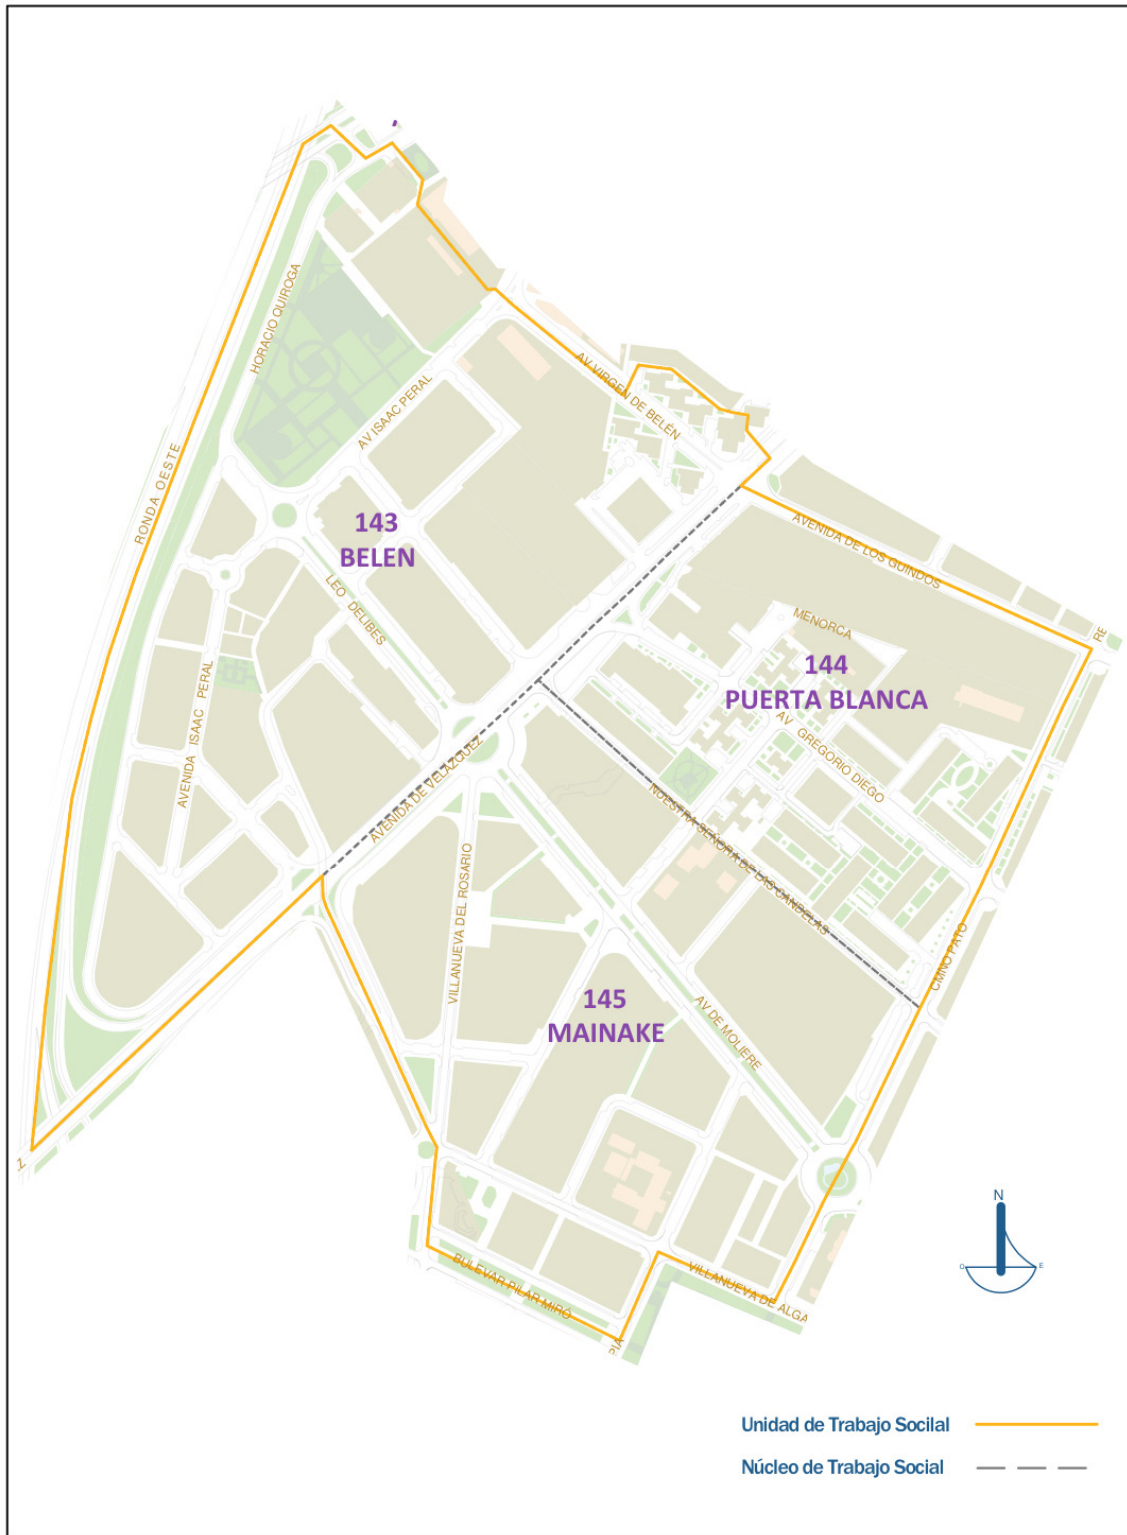 HORACIO QUIROGA
AV ISAAC PERAL
AV VIRGEN DE BELÉN
RONDA OESTE
143
BELEN
AVENIDA DE LOS GUINDOS
LEO DELIBES
MENORCA
RE
144
PUERTA BLANCA
AVENIDA ISAAC PERAL
AV GREGORIO DIEGO
AVENIDA DE VELAZQUEZ
NUESTRA SEÑORA DE LAS CANDELAS
VILLANUEVA DEL ROSARIO
CMNO PATO
145
MAINAKE
AV DE MOLIERE
Z
N
O
E
BULEVAR PILAR MIRÓ
VILLANUEVA DE ALGA
PIA
Unidad de Trabajo Socilal
Núcleo de Trabajo Social